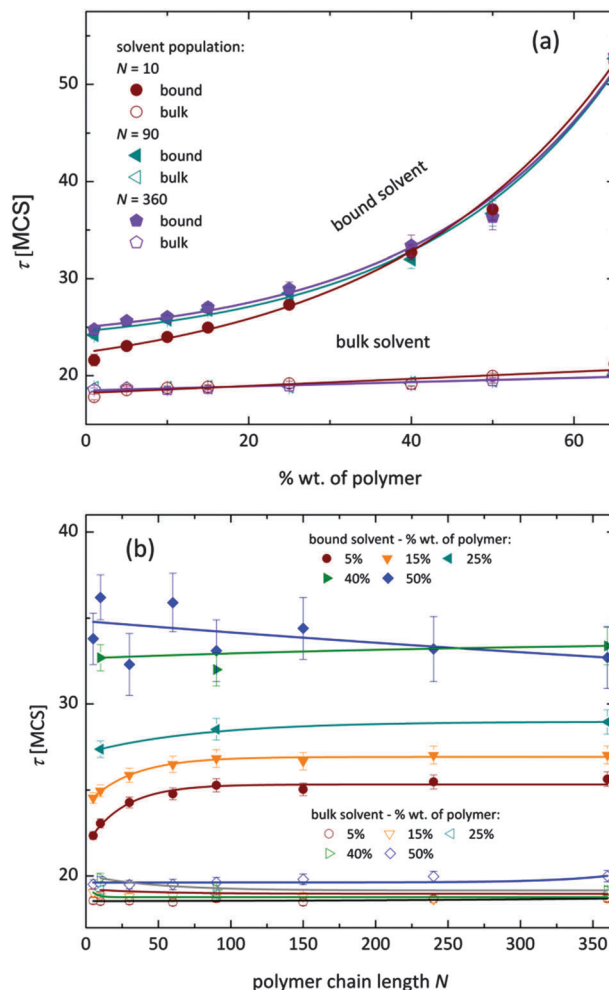 (a)
solvent population:
N = 10
bound
bulk
N = 90
bound
bulk
N = 360
bound
bulk
50
40
30
20
τ [MCS]
bound solvent
bulk solvent
0 20 40 60
% wt. of polymer
(b)
bound solvent - % wt. of polymer:
5% 15% 25%
40% 50%
40
30
20
τ [MCS]
bulk solvent - % wt. of polymer:
5% 15% 25%
40% 50%
0 50 100 150 200 250 300 350
polymer chain length N